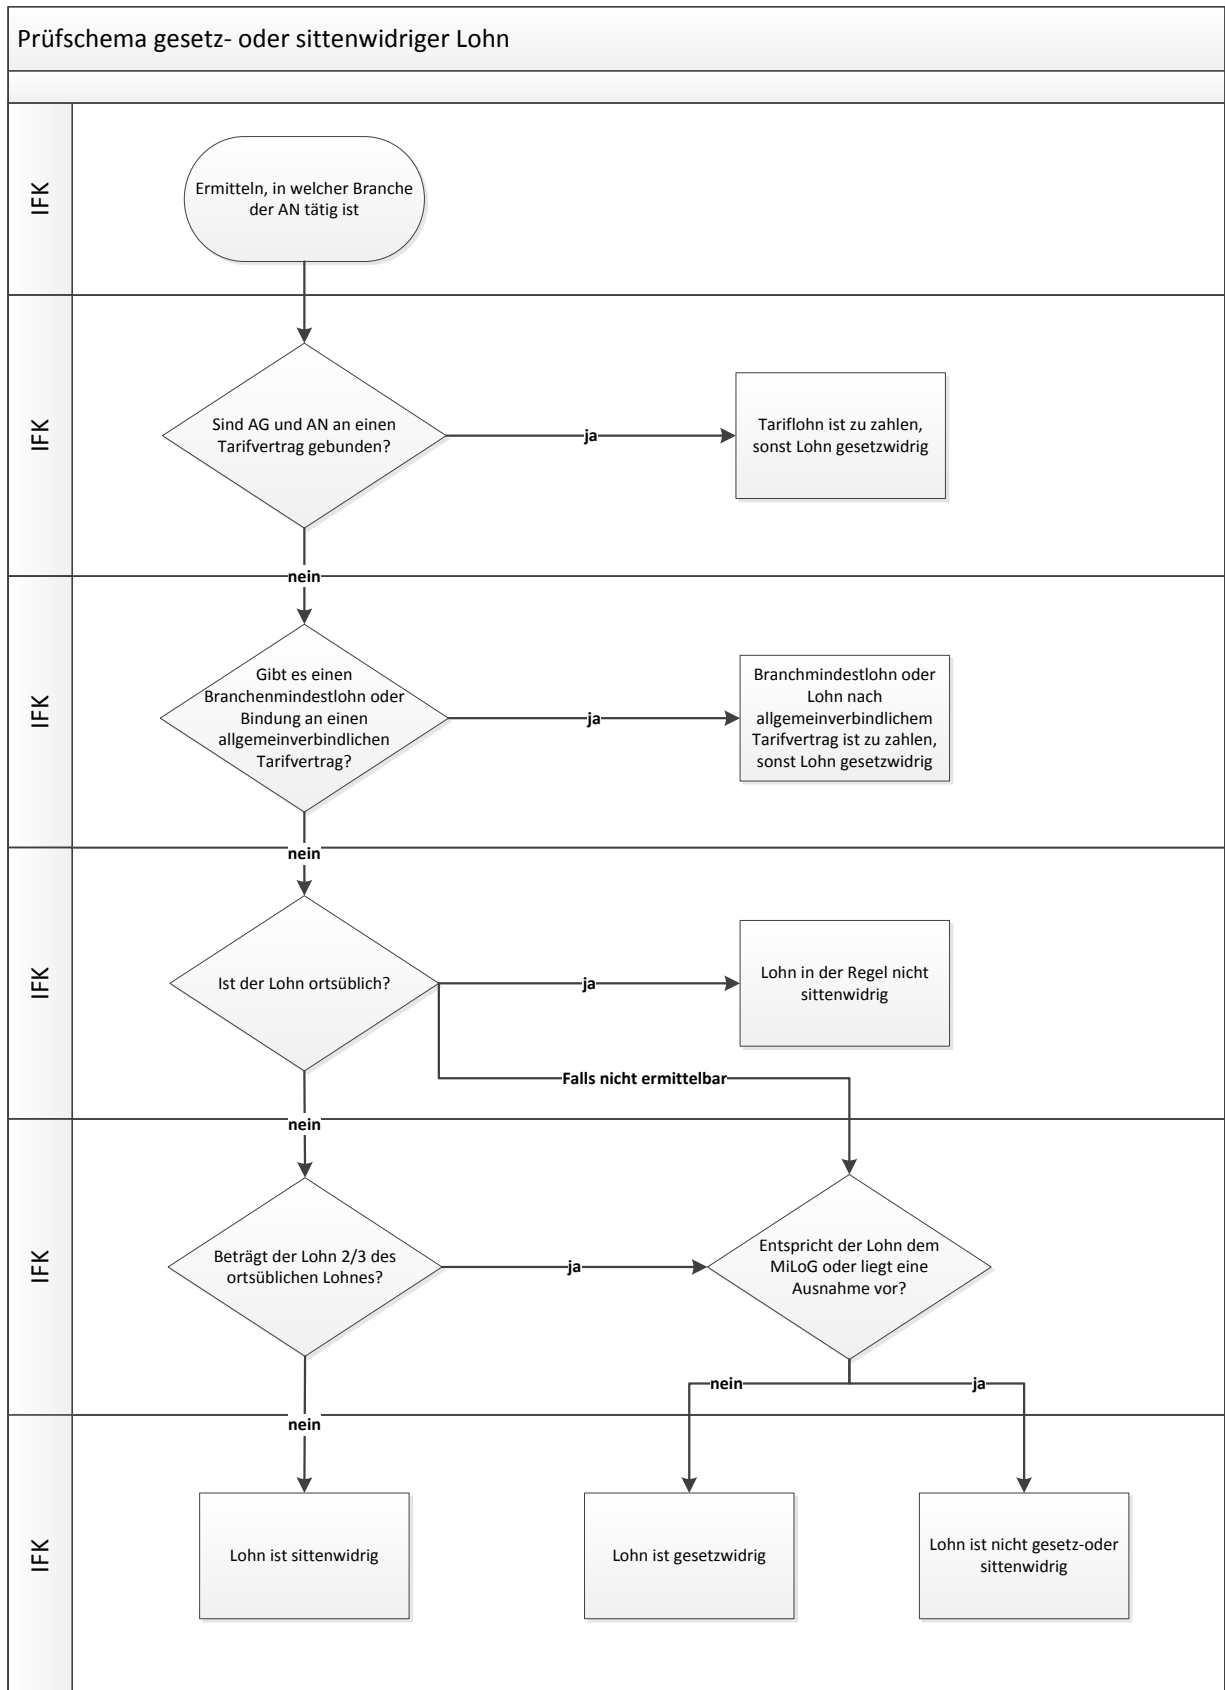 Prüfschema gesetz- oder sittenwidriger Lohn
IFK
Ermitteln, in welcher Branche
der AN tätig ist
IFK
Sind AG und AN an einen
Tarifvertrag gebunden?
ja
Tariflohn ist zu zahlen,
sonst Lohn gesetzwidrig
nein
IFK
Gibt es einen
Branchenmindestlohn oder
Bindung an einen
allgemeinverbindlichen
Tarifvertrag?
ja
Branchmindestlohn oder
Lohn nach
allgemeinverbindlichem
Tarifvertrag ist zu zahlen,
sonst Lohn gesetzwidrig
nein
IFK
Ist der Lohn ortsüblich?
ja
Lohn in der Regel nicht
sittenwidrig
Falls nicht ermittelbar
nein
IFK
Beträgt der Lohn 2/3 des
ortsüblichen Lohnes?
ja
Entspricht der Lohn dem
MiLoG oder liegt eine
Ausnahme vor?
nein
ja
nein
IFK
Lohn ist sittenwidrig
Lohn ist gesetzwidrig
Lohn ist nicht gesetz-oder
sittenwidrig